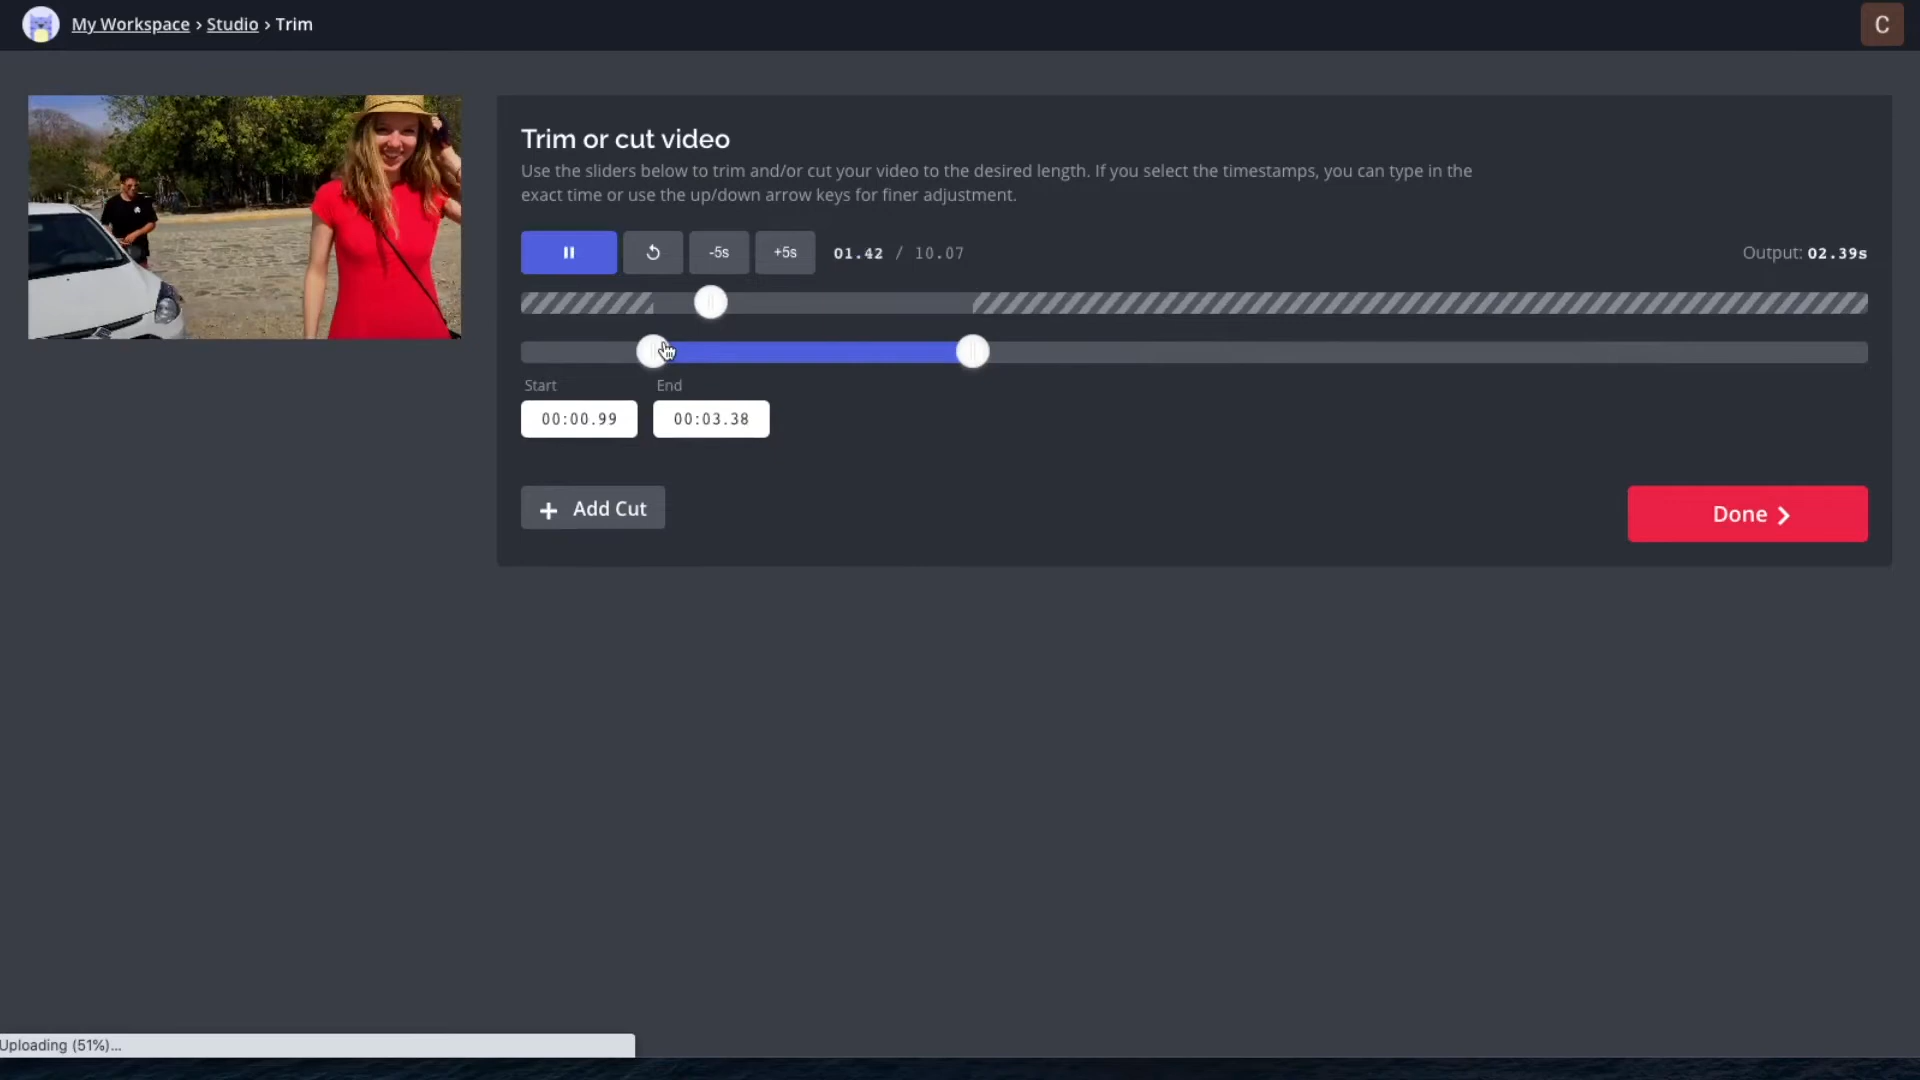 My Workspace › Studio › Trim
C
Trim or cut video
Use the sliders below to trim and/or cut your video to the desired length. If you select the timestamps, you can type in the
exact time or use the up/down arrow keys for finer adjustment.
-5s
+5s
01.42 / 10.07
Output: 02.39s
Start
End
00:00.99
00:03.38
+ Add Cut
Done
Uploading (51%)...